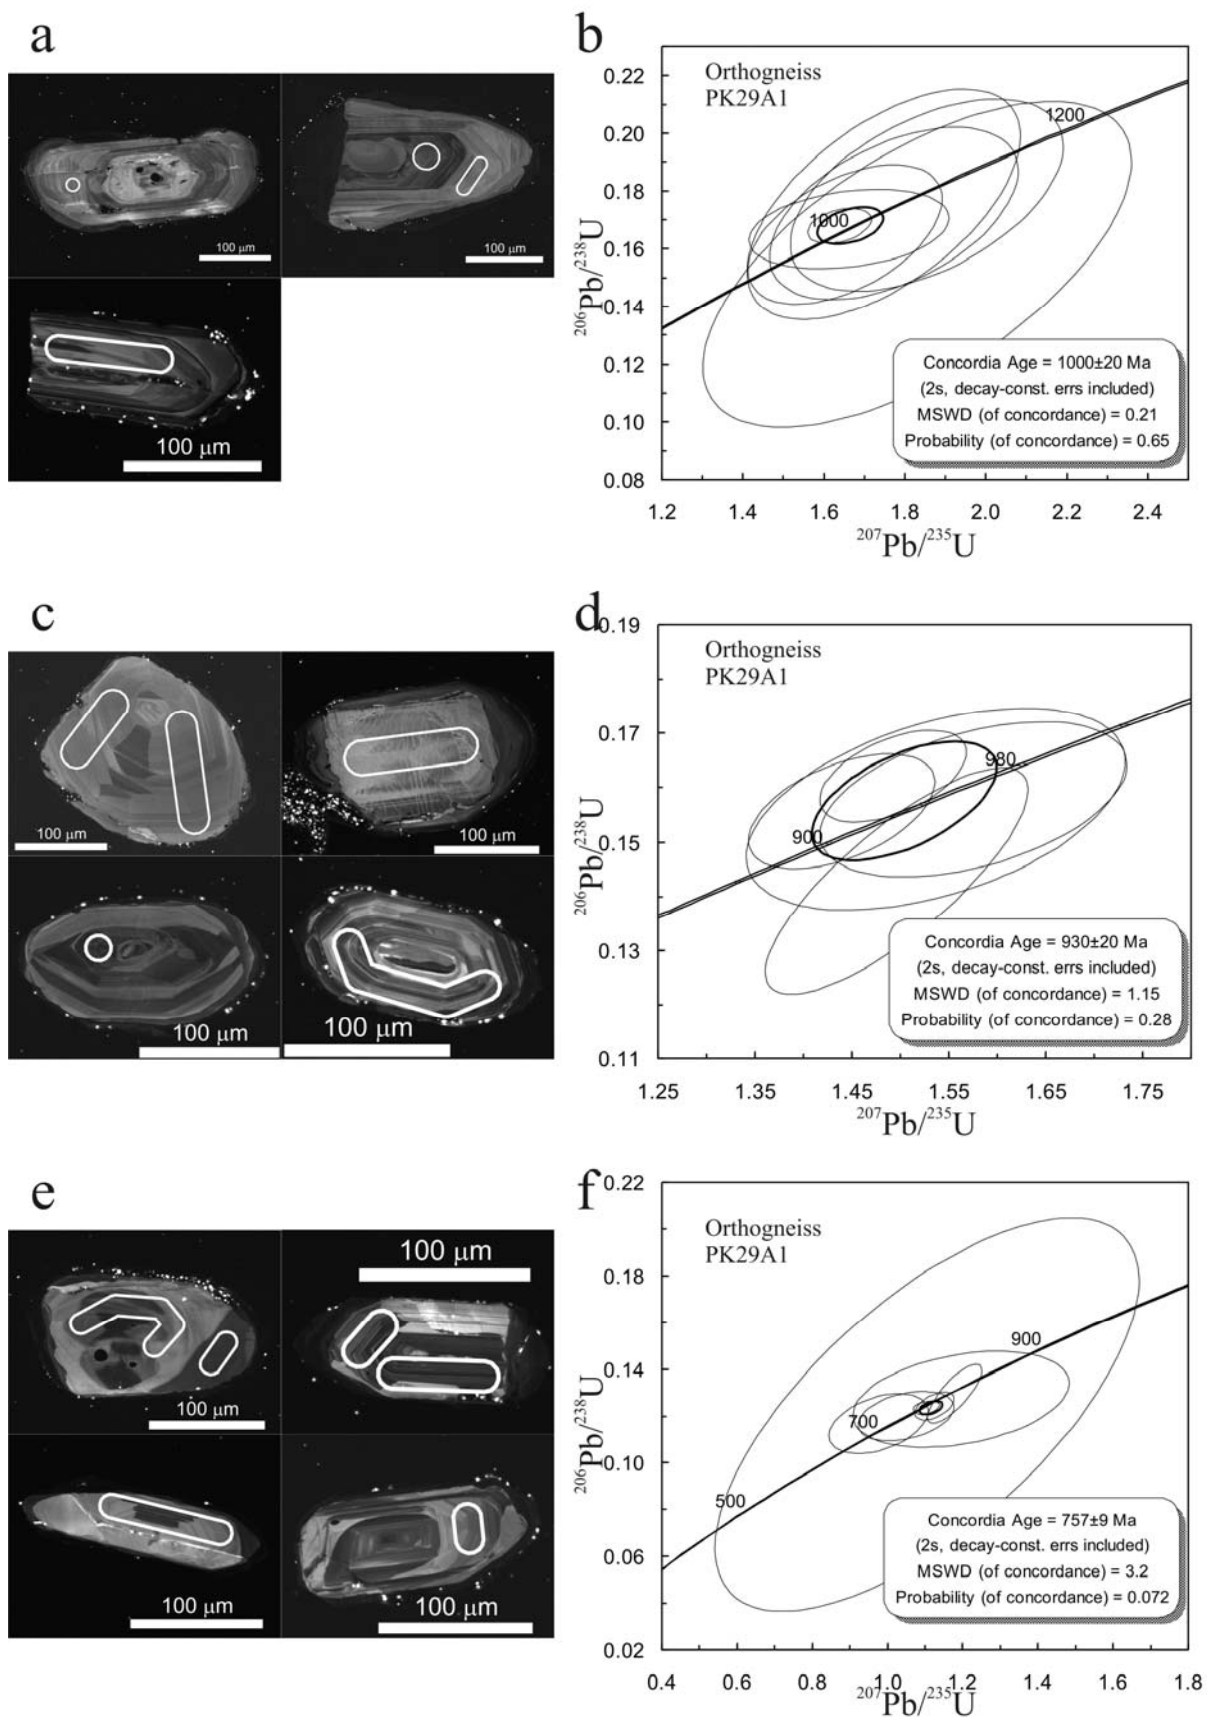 a
100 µm
100 µm
100 µm
b
Orthogneiss
PK29A1
0.22
0.20
0.18
0.16
0.14
0.12
0.10
0.08
206Pb/238U
1200
1000
Concordia Age = 1000±20 Ma
(2s, decay-const. errs included)
MSWD (of concordance) = 0.21
Probability (of concordance) = 0.65
1.2 1.4 1.6 1.8 2.0 2.2 2.4
207Pb/235U
c
100 µm
100 µm
100 µm
100 µm
d
Orthogneiss
PK29A1
0.19
0.17
0.15
0.13
0.11
206Pb/238U
980
900
Concordia Age = 930±20 Ma
(2s, decay-const. errs included)
MSWD (of concordance) = 1.15
Probability (of concordance) = 0.28
1.25 1.35 1.45 1.55 1.65 1.75
207Pb/235U
e
100 µm
100 µm
100 µm
100 µm
f
Orthogneiss
PK29A1
0.22
0.18
0.14
0.10
0.06
0.02
206Pb/238U
900
700
500
Concordia Age = 757±9 Ma
(2s, decay-const. errs included)
MSWD (of concordance) = 3.2
Probability (of concordance) = 0.072
0.4 0.6 0.8 1.0 1.2 1.4 1.6 1.8
207Pb/235U